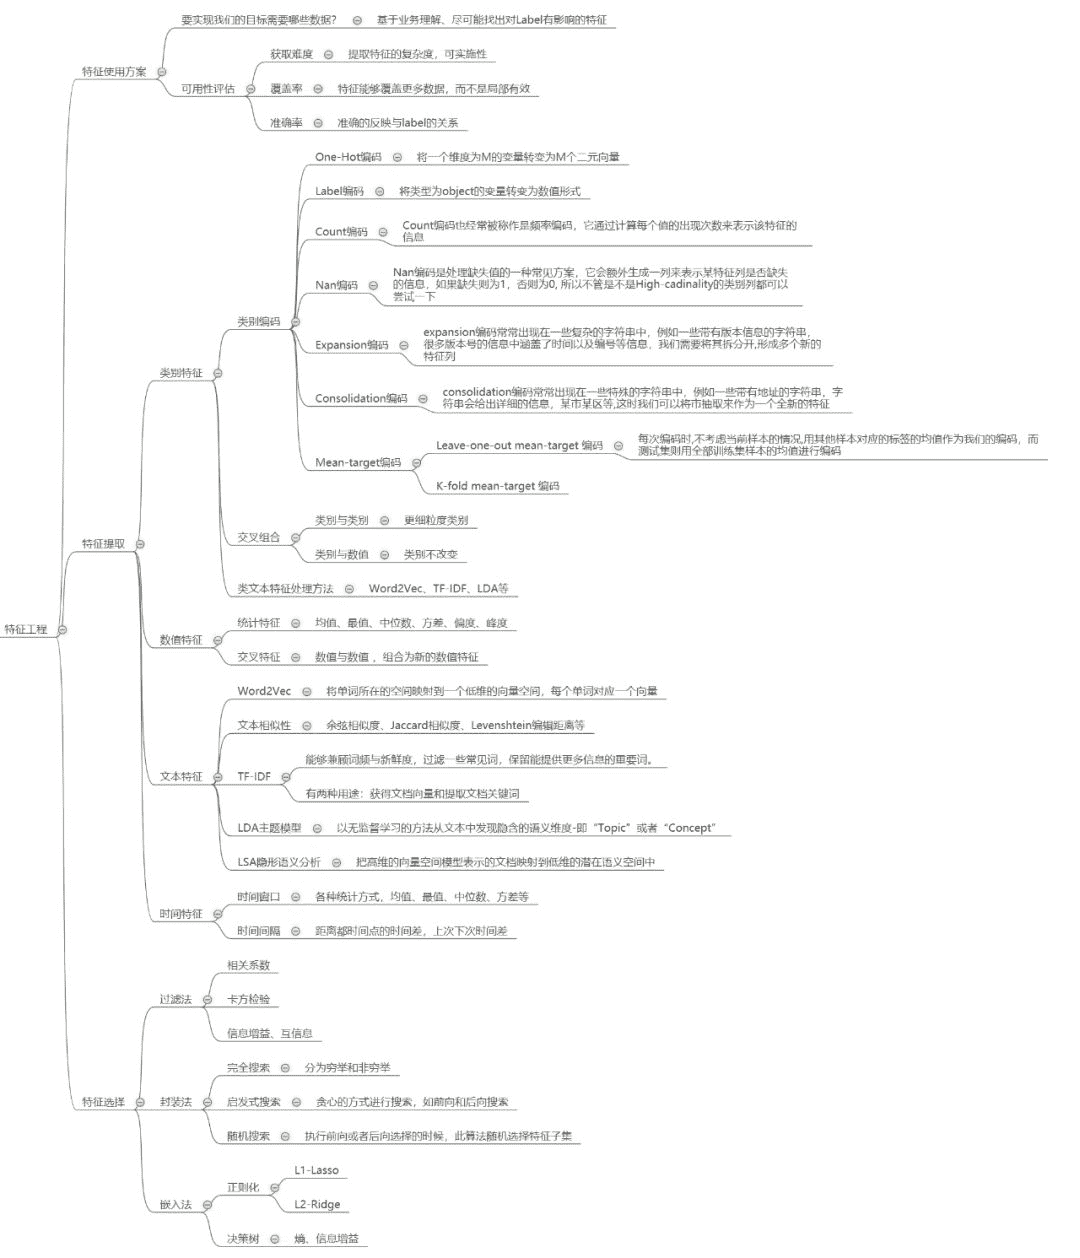 要实现我们的目标需要哪些数据？
基于业务理解、尽可能找出对Label有影响的特征
获取难度
提取特征的复杂度，可实施性
特征使用方案
可用性评估
覆盖率
特征能够覆盖更多数据，而不是局部有效
准确率
准确的反映与label的关系
One-Hot编码
将一个维度为M的变量转变为M个二元向量
Label编码
将类型为object的变量转变为数值形式
Count编码
Count编码也经常被称作是频率编码，它通过计算每个值的出现次数来表示该特征的
信息
Nan编码
Nan编码是处理缺失值的一种常见方案，它会额外生成一列来表示某特征列是否缺失
的信息，如果缺失则为1，否则为0, 所以不管是不是High-cadinality的类别列都可以
尝试一下
类别编码
Expansion编码
expansion编码常常出现在一些复杂的字符串中，例如一些带有版本信息的字符串，
很多版本号的信息中涵盖了时间以及编号等信息，我们需要将其拆分开,形成多个新的
特征列
类别特征
Consolidation编码
consolidation编码常常出现在一些特殊的字符串中，例如一些带有地址的字符串，字
符串会给出详细的信息，某市某区等,这时我们可以将市抽取来作为一个全新的特征
Mean-target编码
Leave-one-out mean-target 编码
每次编码时,不考虑当前样本的情况,用其他样本对应的标签的均值作为我们的编码，而
测试集则用全部训练集样本的均值进行编码
K-fold mean-target 编码
交叉组合
类别与类别
更细粒度类别
类别与数值
类别不改变
特征提取
类文本特征处理方法
Word2Vec、TF-IDF、LDA等
特征工程
数值特征
统计特征
均值、最值、中位数、方差、偏度、峰度
交叉特征
数值与数值 ，组合为新的数值特征
Word2Vec
将单词所在的空间映射到一个低维的向量空间，每个单词对应一个向量
文本相似性
余弦相似度、Jaccard相似度、Levenshtein编辑距离等
文本特征
TF-IDF
能够兼顾词频与新鲜度，过滤一些常见词，保留能提供更多信息的重要词。
有两种用途：获得文档向量和提取文档关键词
LDA主题模型
以无监督学习的方法从文本中发现隐含的语义维度-即“Topic”或者“Concept”
LSA隐形语义分析
把高维的向量空间模型表示的文档映射到低维的潜在语义空间中
时间特征
时间窗口
各种统计方式，均值、最值、中位数、方差等
时间间隔
距离都时间点的时间差，上次下次时间差
相关系数
过滤法
卡方检验
信息增益、互信息
完全搜索
分为穷举和非穷举
特征选择
封装法
启发式搜索
贪心的方式进行搜索，如前向和后向搜索
随机搜索
执行前向或者后向选择的时候，此算法随机选择特征子集
L1-Lasso
正则化
嵌入法
L2-Ridge
决策树
熵、信息增益